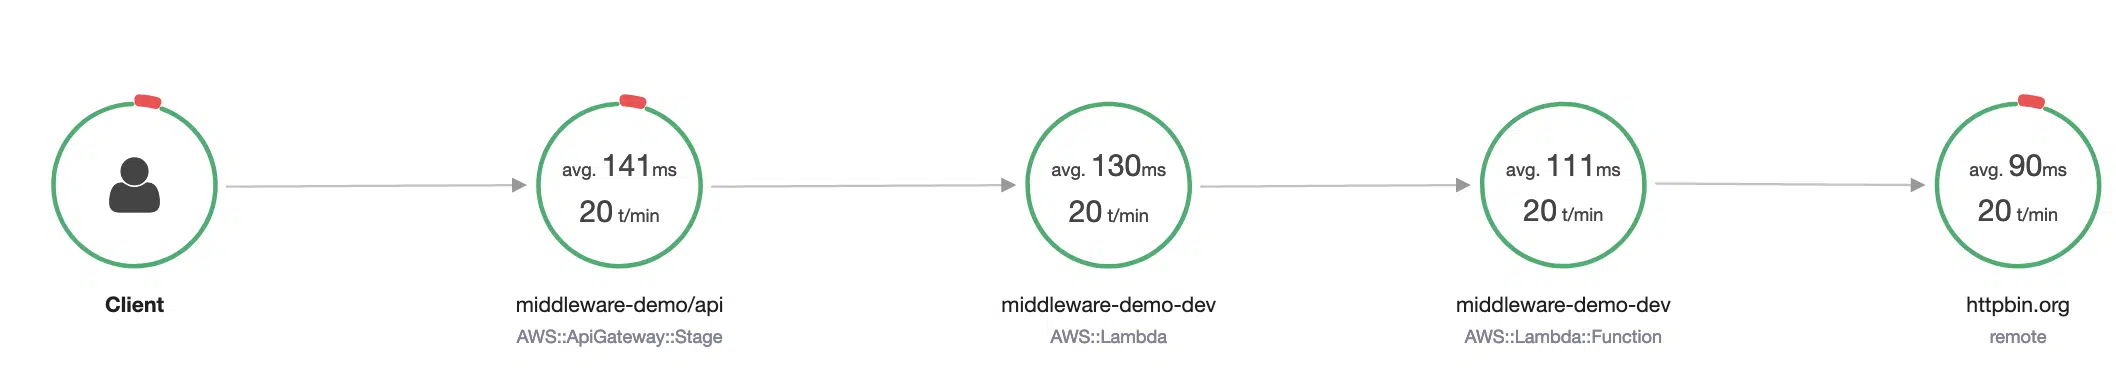 avg. 141ms
20 t/min
avg. 130ms
20 t/min
avg. 111ms
20 t/min
avg. 90ms
20 t/min
Client
middleware-demo/api
AWS::ApiGateway::Stage
middleware-demo-dev
AWS::Lambda
middleware-demo-dev
AWS::Lambda::Function
httpbin.org
remote